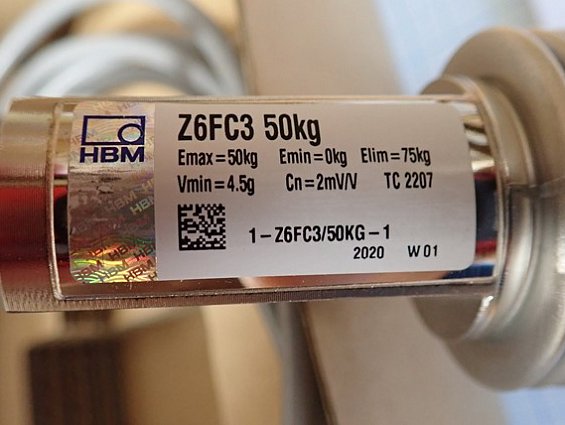 HBM
Z6FC3 50kg
Emax=50kg Emin=0kg Elim=75kg
Vmin=4.5g Cn=2mV/V TC 2207
1-Z6FC3/50KG-1
2020 W01
HBM